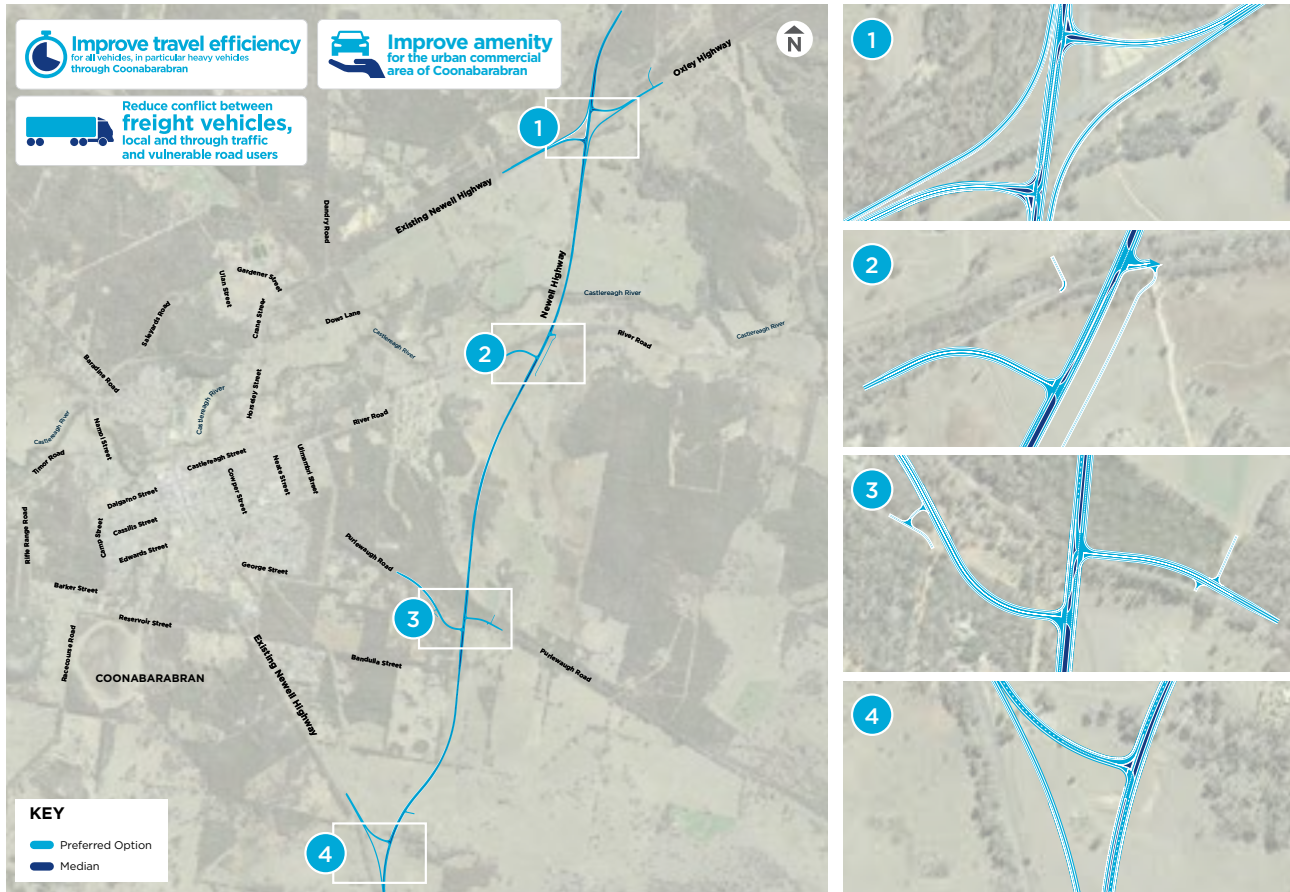 Improve travel efficiency
for all vehicles, in particular heavy vehicles
through Coonabarabran
Improve amenity
for the urban commercial
area of Coonabarabran
Reduce conflict between
freight vehicles,
local and through traffic
and vulnerable road users
N
Oxley Highway
1
Existing Newell Highway
Dandry Road
Newell Highway
Gardener Street
Ulan Street
Crane Street
Saleyards Road
Castlereagh River
Dows Lane
Castlereagh River
River Road
Castlereagh River
2
Baradine Road
Castlereagh River
Horseley Street
Castlereagh River
Namoi Street
Timor Road
River Road
Castlereagh Street
Cowper Street
Neate Street
Ulimambri Street
Dalgarno Street
Cassilis Street
Camp Street
Edwards Street
Rifle Range Road
George Street
Purlewaugh Road
Barker Street
Reservoir Street
3
Racecourse Road
COONABARABRAN
Existing Newell Highway
Bandulla Street
Purlewaugh Road
KEY
Preferred Option
Median
4
1
2
3
4